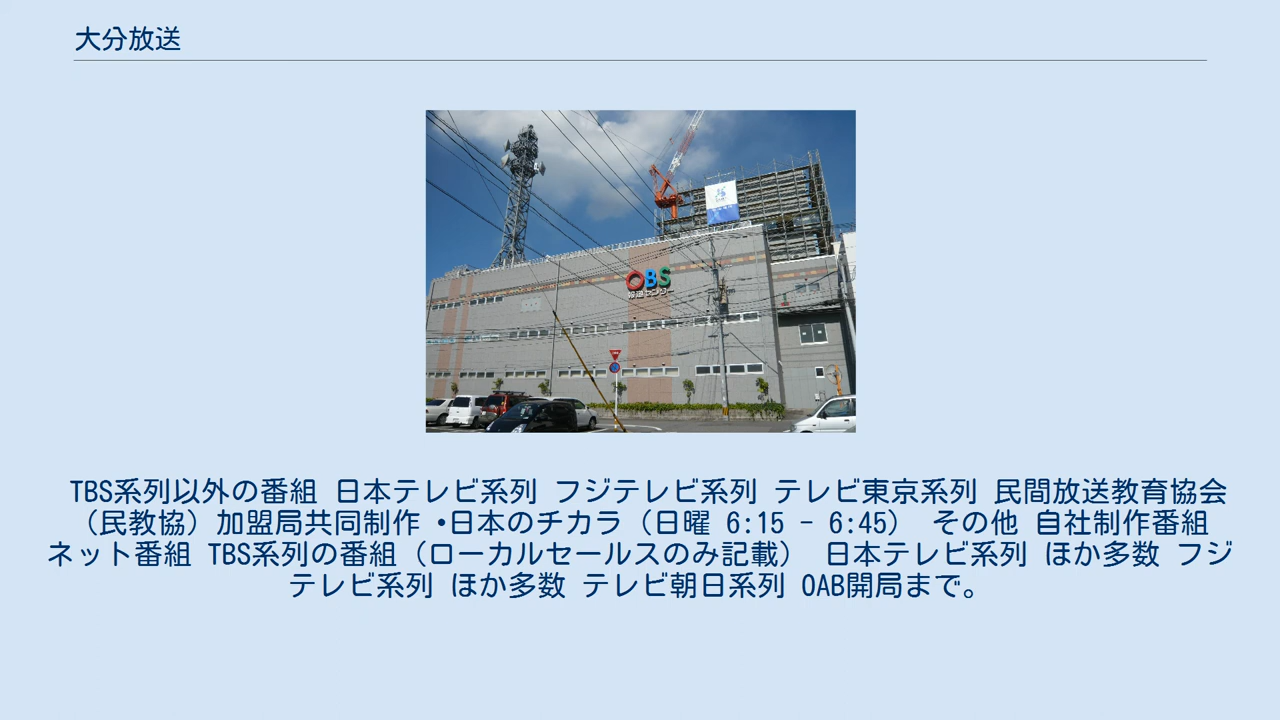 大分放送
OBS
報道センター
TBS系列以外の番組 日本テレビ系列 フジテレビ系列 テレビ東京系列 民間放送教育協会
（民教協）加盟局共同制作 •日本のチカラ（日曜 6:15 - 6:45） その他 自社制作番組
ネット番組 TBS系列の番組（ローカルセールスのみ記載） 日本テレビ系列 ほか多数 フジ
テレビ系列 ほか多数 テレビ朝日系列 OAB開局まで。